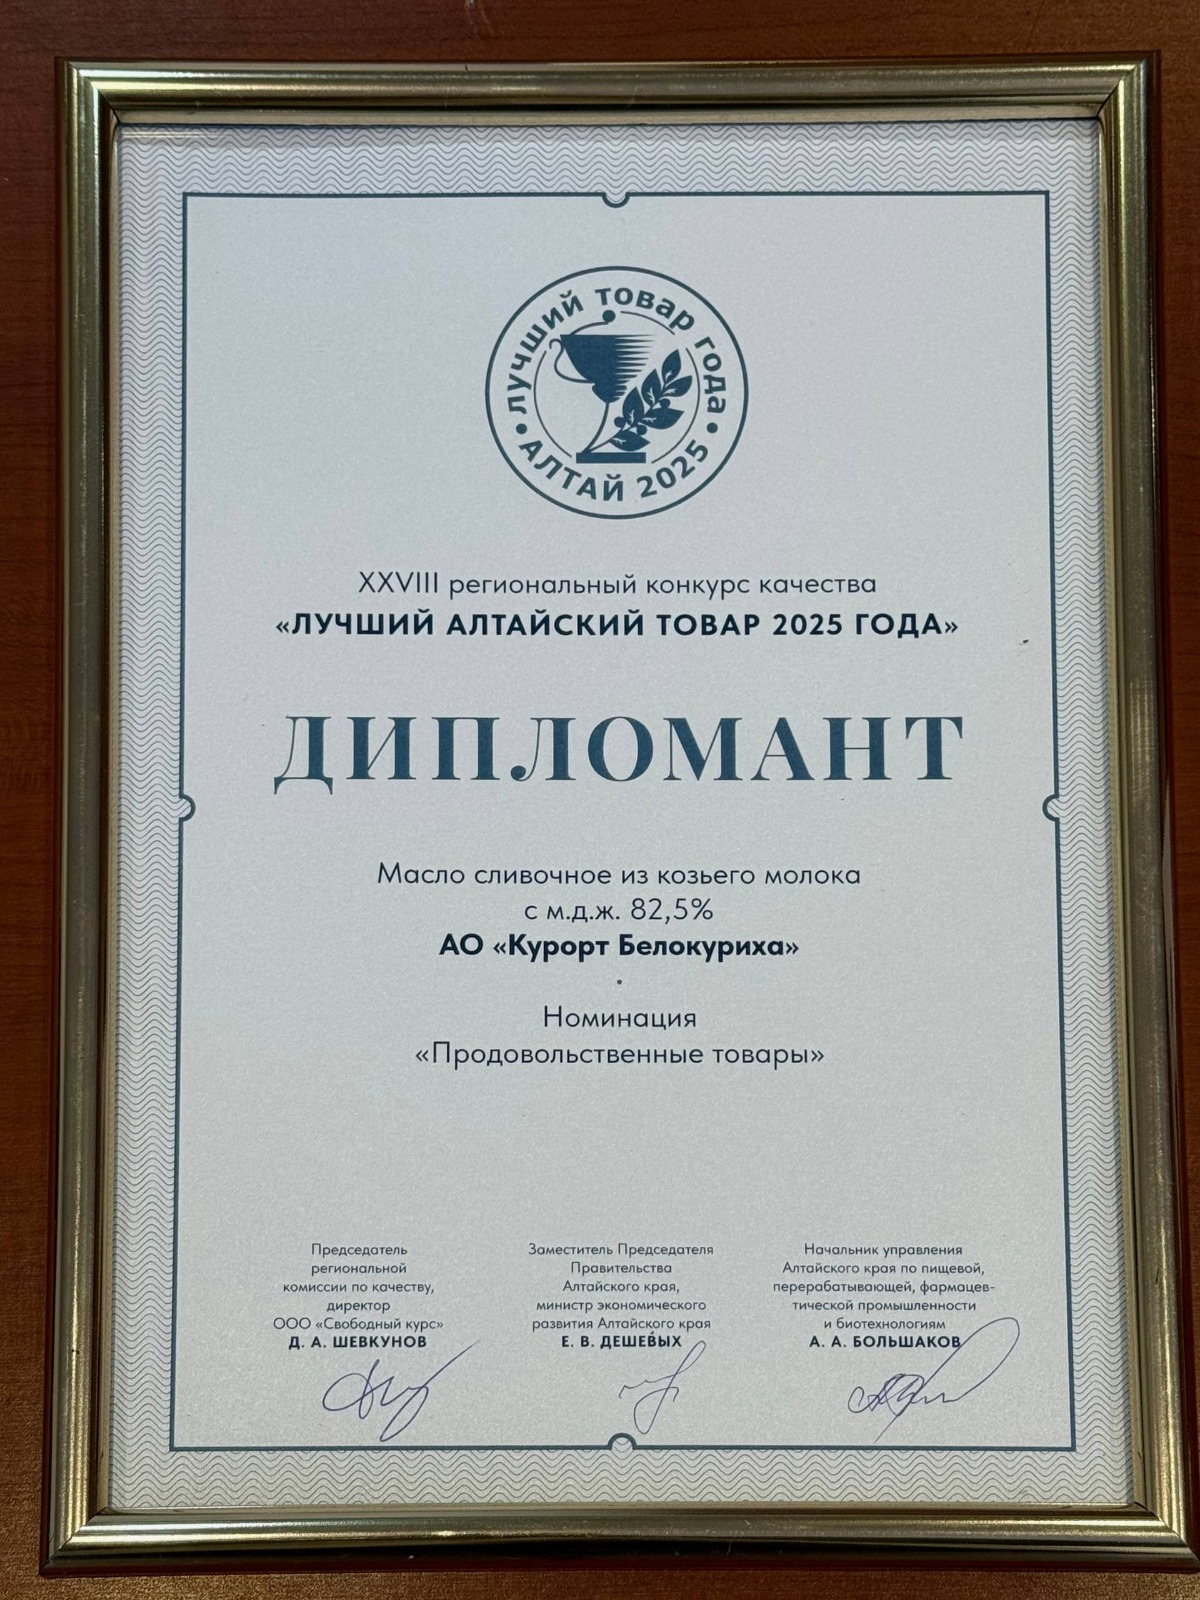 лучший товар года
• АЛТАЙ 2025 •
XXVIII региональный конкурс качества
«ЛУЧШИЙ АЛТАЙСКИЙ ТОВАР 2025 ГОДА»
ДИПЛОМАНТ
Масло сливочное из козьего молока
с м.д.ж. 82,5%
АО «Курорт Белокуриха»
Номинация
«Продовольственные товары»
Председатель
региональной
комиссии по качеству,
директор
ООО «Свободный курс»
Д. А. ШЕВКУНОВ
Заместитель Председателя
Правительства
Алтайского края,
министр экономического
развития Алтайского края
Е. В. ДЕШЕВЫХ
Начальник управления
Алтайского края по пищевой,
перерабатывающей, фармацев-
тической промышленности
и биотехнологиям
А. А. БОЛЬШАКОВ